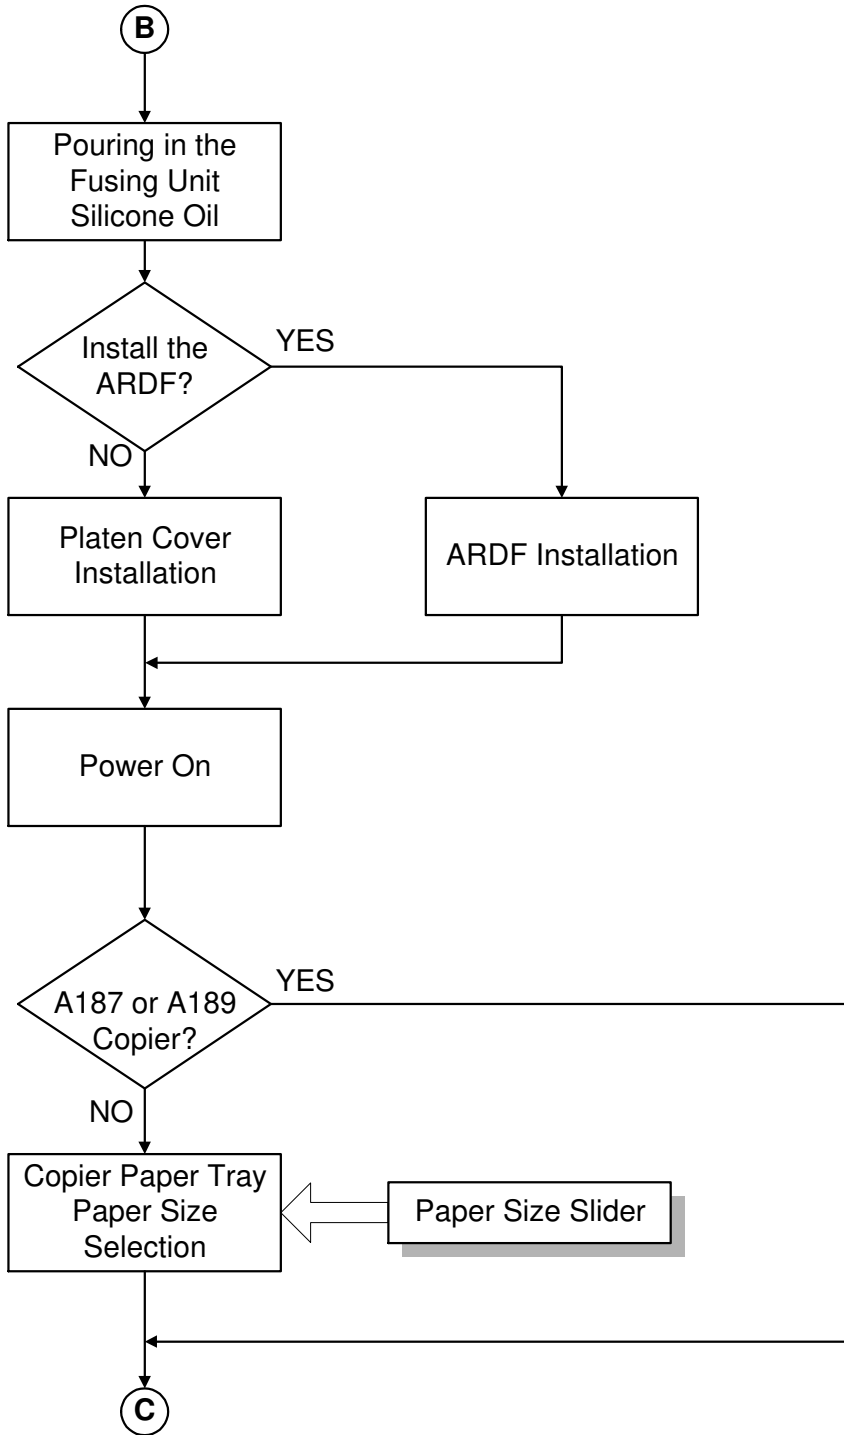 B
Pouring in the
Fusing Unit
Silicone Oil
Install the
ARDF?
YES
NO
Platen Cover
Installation
ARDF Installation
Power On
A187 or A189
Copier?
YES
NO
Copier Paper Tray
Paper Size
Selection
Paper Size Slider
C